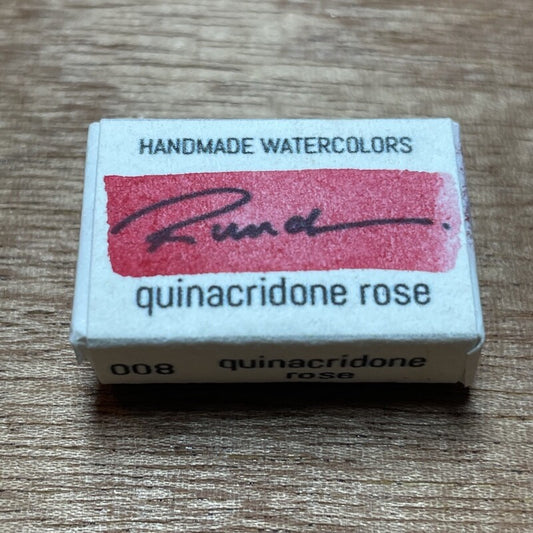 HANDMADE WATERCOLORS
quinacridone rose
008 quinacridone
rose